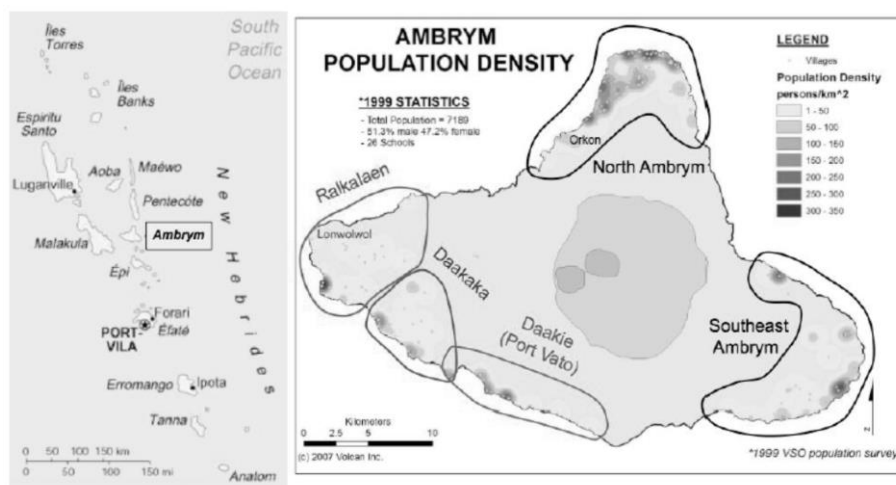 South
Pacific
Ocean
Îles
Torres
Îles
Banks
Espiritu
Santo
Luganville
Aoba
Maéwo
Pentecôte
Malakula
Ambrym
Épi
Forari
PORT-
VILA
Éfaté
Erromango
Ipota
Tanna
Anatom
New Hebrides
0 50 100 150 km
0 50 100 150 mi
AMBRYM
POPULATION DENSITY
*1999 STATISTICS
- Total Population = 7189
- 51.3% male 47.2% female
- 26 Schools
LEGEND
Villages
Population Density
persons/km^2
1 - 50
50 - 100
100 - 150
150 - 200
200 - 250
250 - 300
300 - 350
Orkon
North Ambrym
Ralkalaen
Lonwolwol
Daakaka
Daakie
(Port Vato)
Southeast
Ambrym
Kilometers
0 2.5 5 10
(c) 2007 Volcan Inc.
N
*1999 VSO population survey